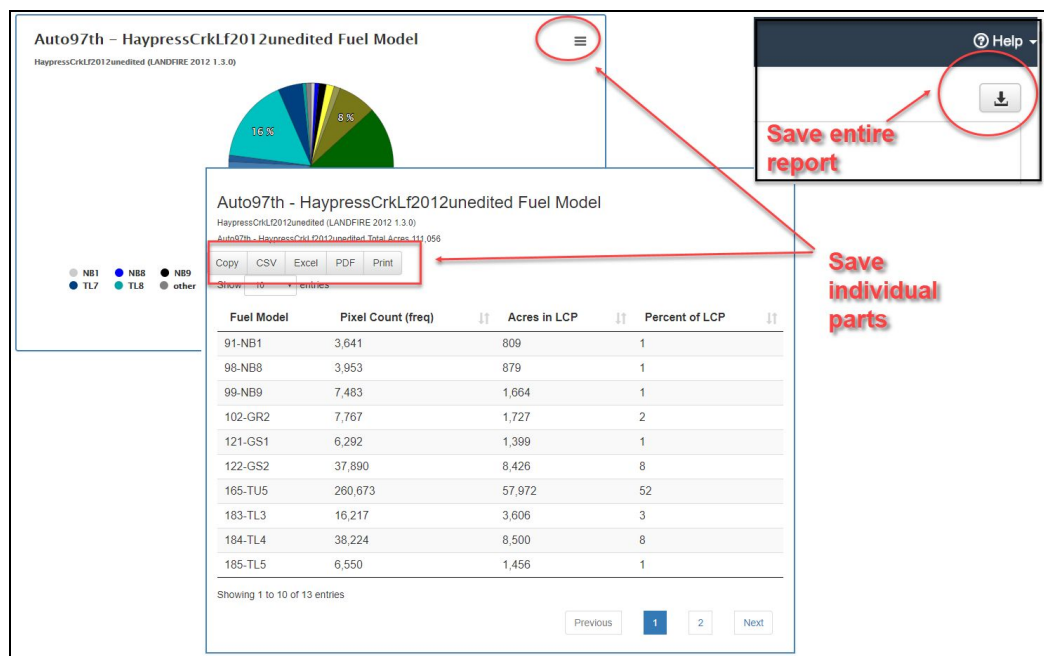 Auto97th – HaypressCrkLf2012unedited Fuel Model
HaypressCrkLf2012unedited (LANDFIRE 2012 1.3.0)
16 %
8 %
NB1 NB8 NB9
TL7 TL8 other
Help
Save entire
report
Auto97th - HaypressCrkLf2012unedited Fuel Model
HaypressCrkLf2012unedited (LANDFIRE 2012 1.3.0)
Auto97th - HaypressCrkLf2012unedited Total Acres 111,056
Copy CSV Excel PDF Print
Show 10 entries
Fuel Model Pixel Count (freq) Acres in LCP Percent of LCP
91-NB1 3,641 809 1
98-NB8 3,953 879 1
99-NB9 7,483 1,664 1
102-GR2 7,767 1,727 2
121-GS1 6,292 1,399 1
122-GS2 37,890 8,426 8
165-TU5 260,673 57,972 52
183-TL3 16,217 3,606 3
184-TL4 38,224 8,500 8
185-TL5 6,550 1,456 1
Showing 1 to 10 of 13 entries
Previous 1 2 Next
Save
individual
parts